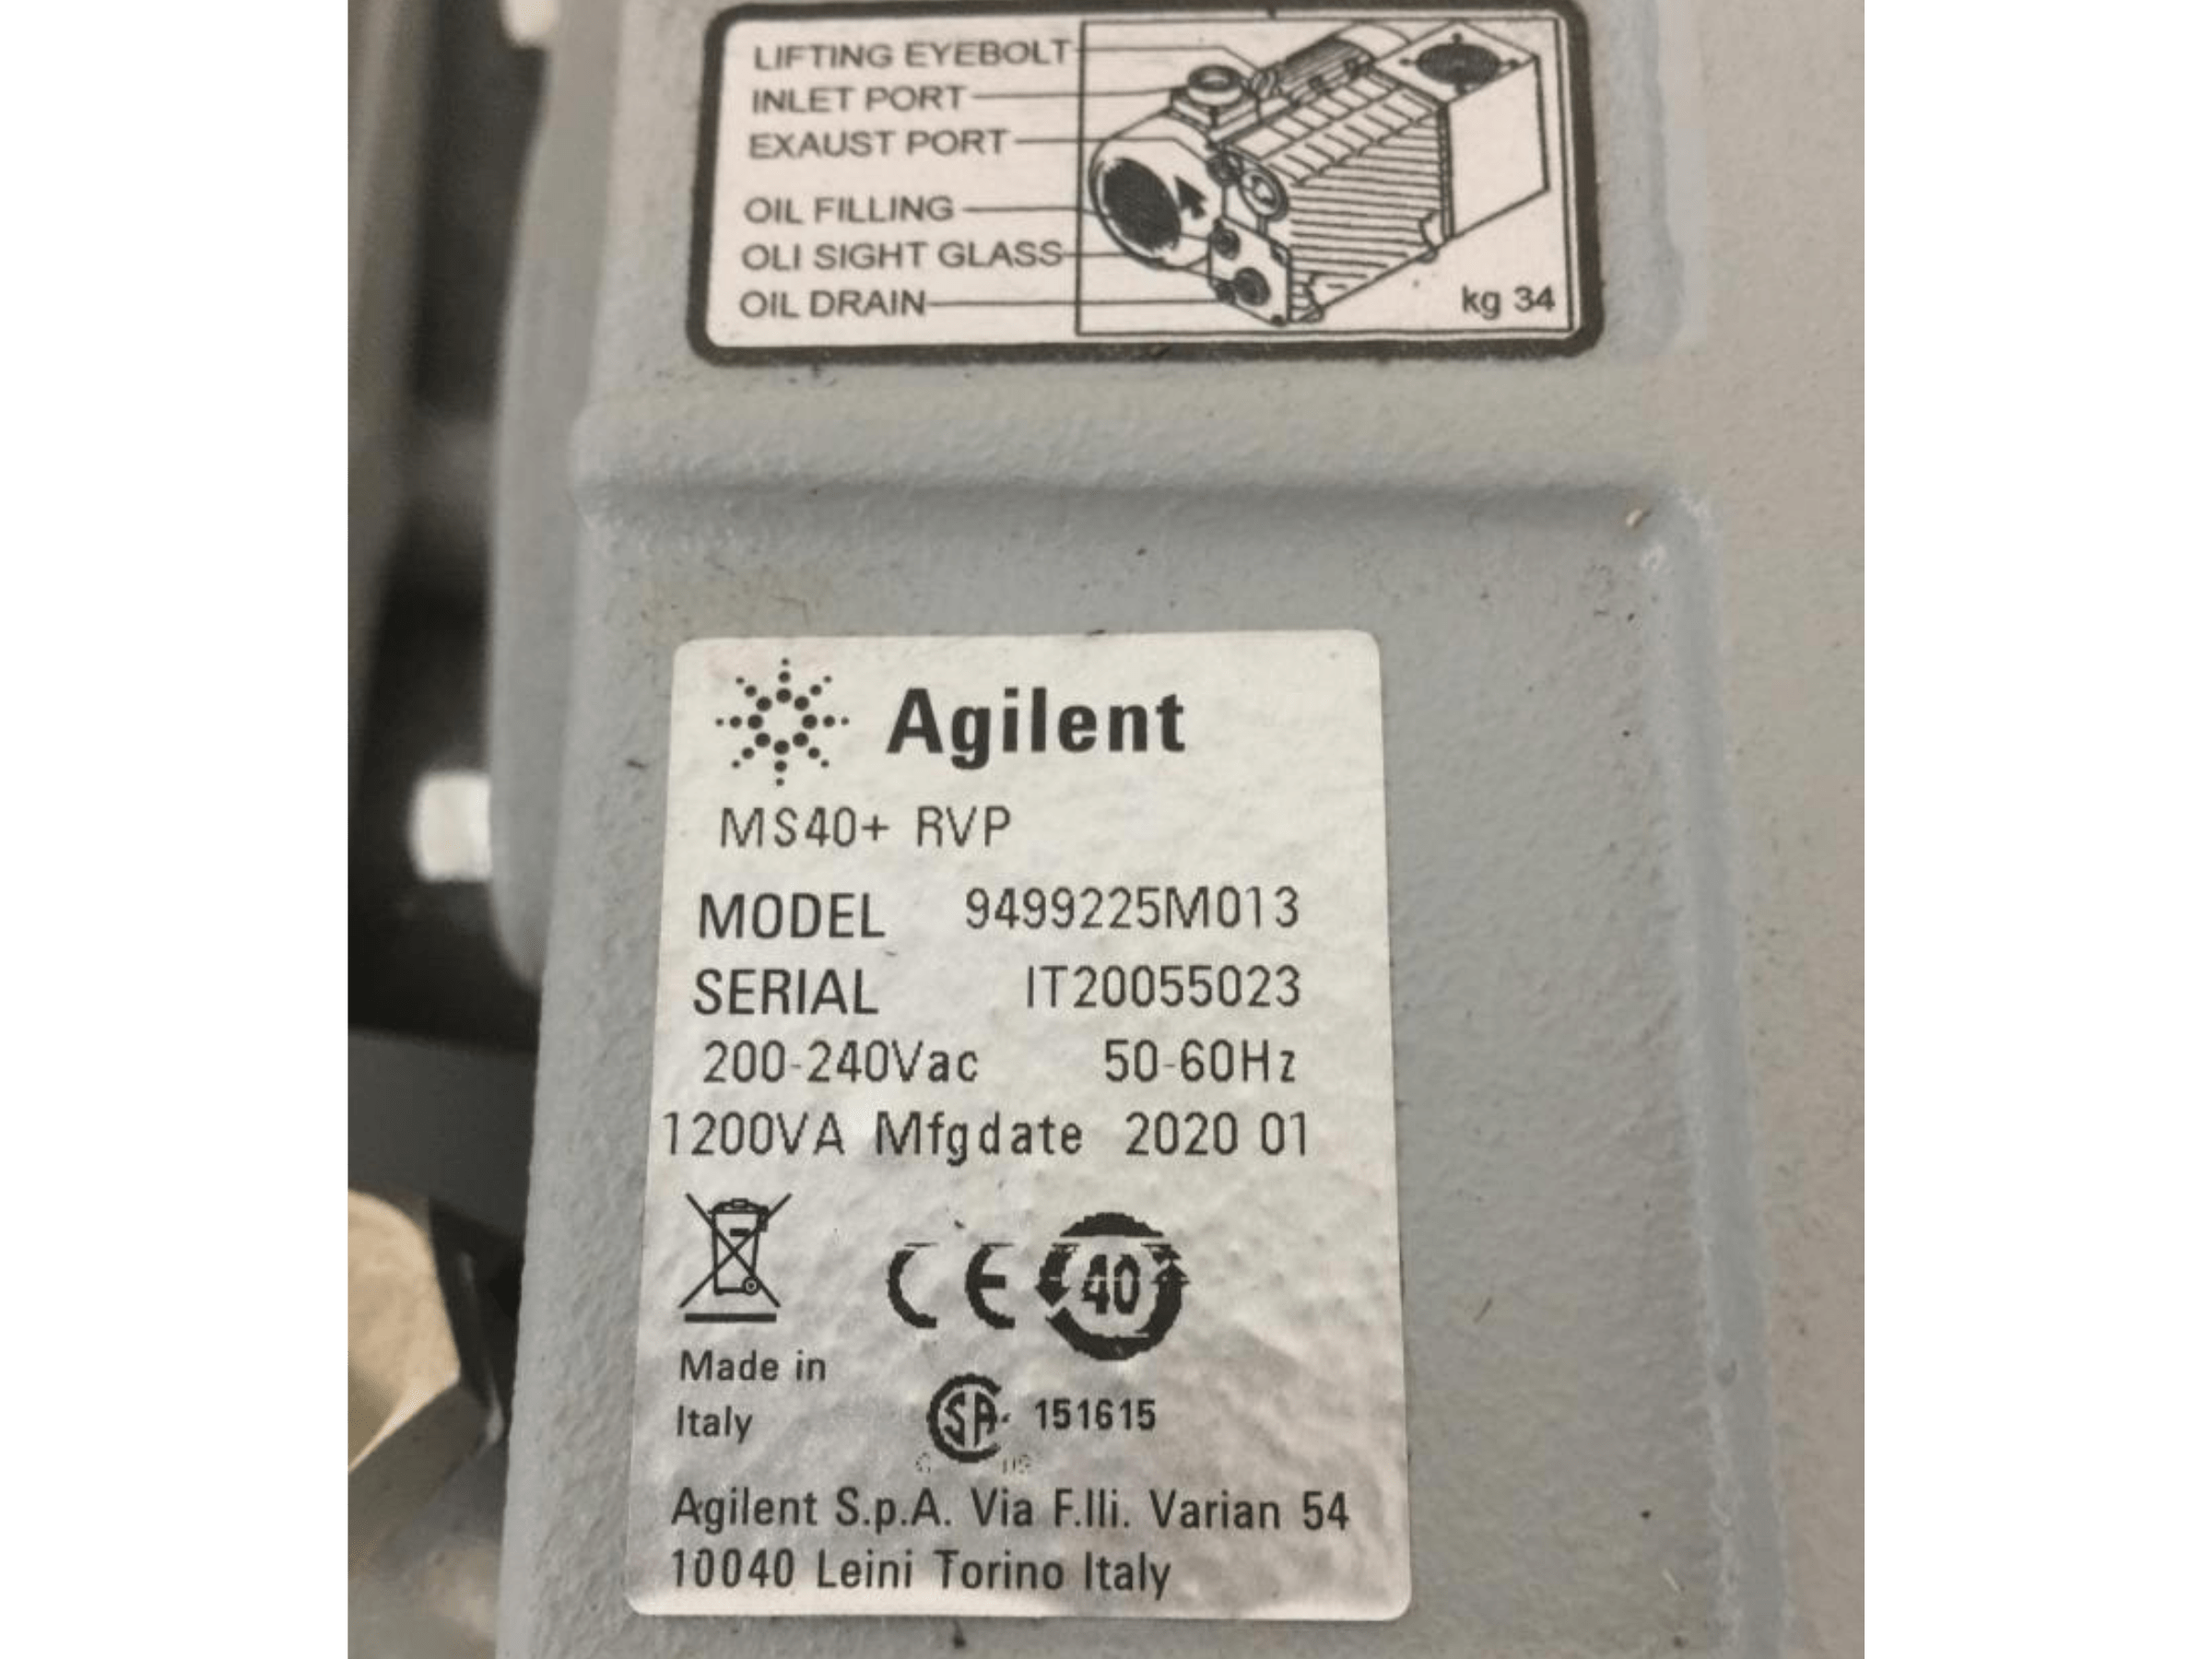 LIFTING EYEBOLT
INLET PORT
EXAUST PORT
OIL FILLING
OLI SIGHT GLASS
OIL DRAIN
kg 34
Agilent
MS40+ RVP
MODEL 9499225M013
SERIAL IT20055023
200-240Vac 50-60Hz
1200VA Mfgdate 2020 01
CE 40
Made in
Italy
SA 151615
C US
Agilent S.p.A. Via F.lli. Varian 54
10040 Leini Torino Italy